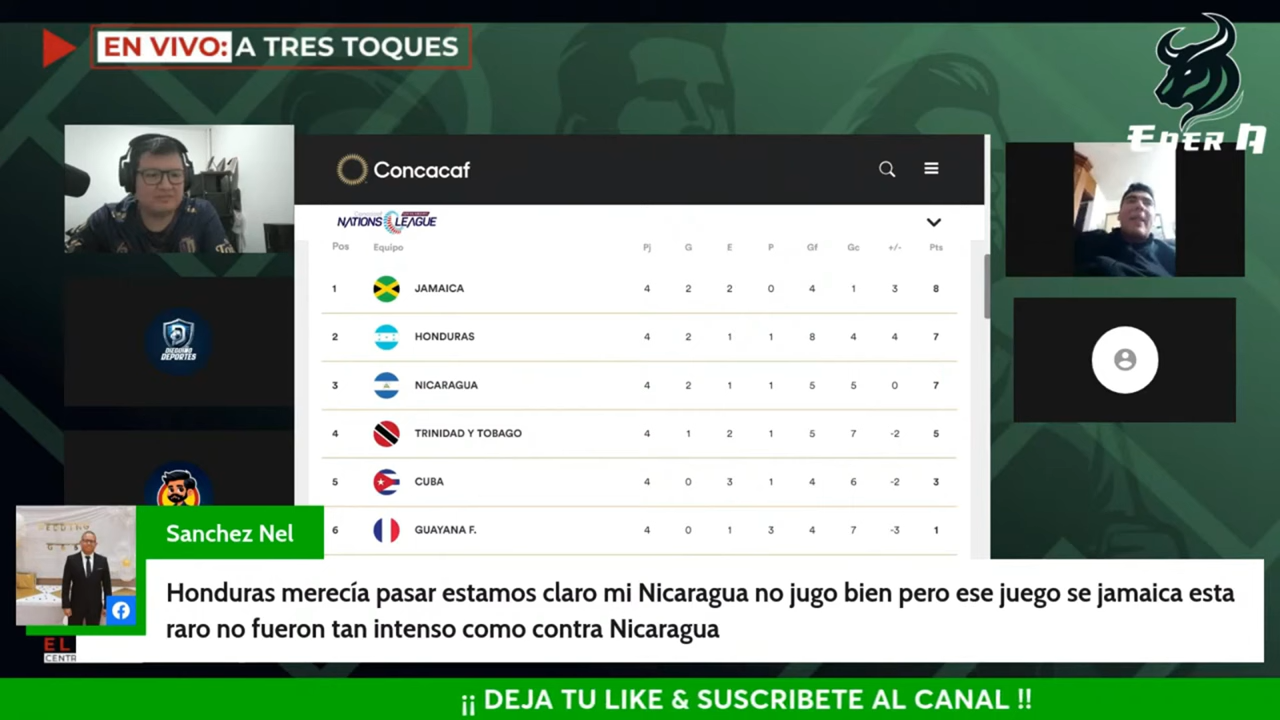 EN VIVO: A TRES TOQUES
EDER A
Concacaf
NATIONS LEAGUE
Pos Equipo Pj G E P Gf Gc +/- Pts
1 JAMAICA 4 2 2 0 4 1 3 8
2 HONDURAS 4 2 1 1 8 4 4 7
3 NICARAGUA 4 2 1 1 5 5 0 7
4 TRINIDAD Y TOBAGO 4 1 2 1 5 7 -2 5
5 CUBA 4 0 3 1 4 6 -2 3
6 GUAYANA F. 4 0 1 3 4 7 -3 1
DIEGUINO
DEPORTES
Sanchez Nel
Honduras merecía pasar estamos claro mi Nicaragua no jugo bien pero ese juego se jamaica esta
raro no fueron tan intenso como contra Nicaragua
EL
CENTR
¡¡ DEJA TU LIKE & SUSCRIBETE AL CANAL !!